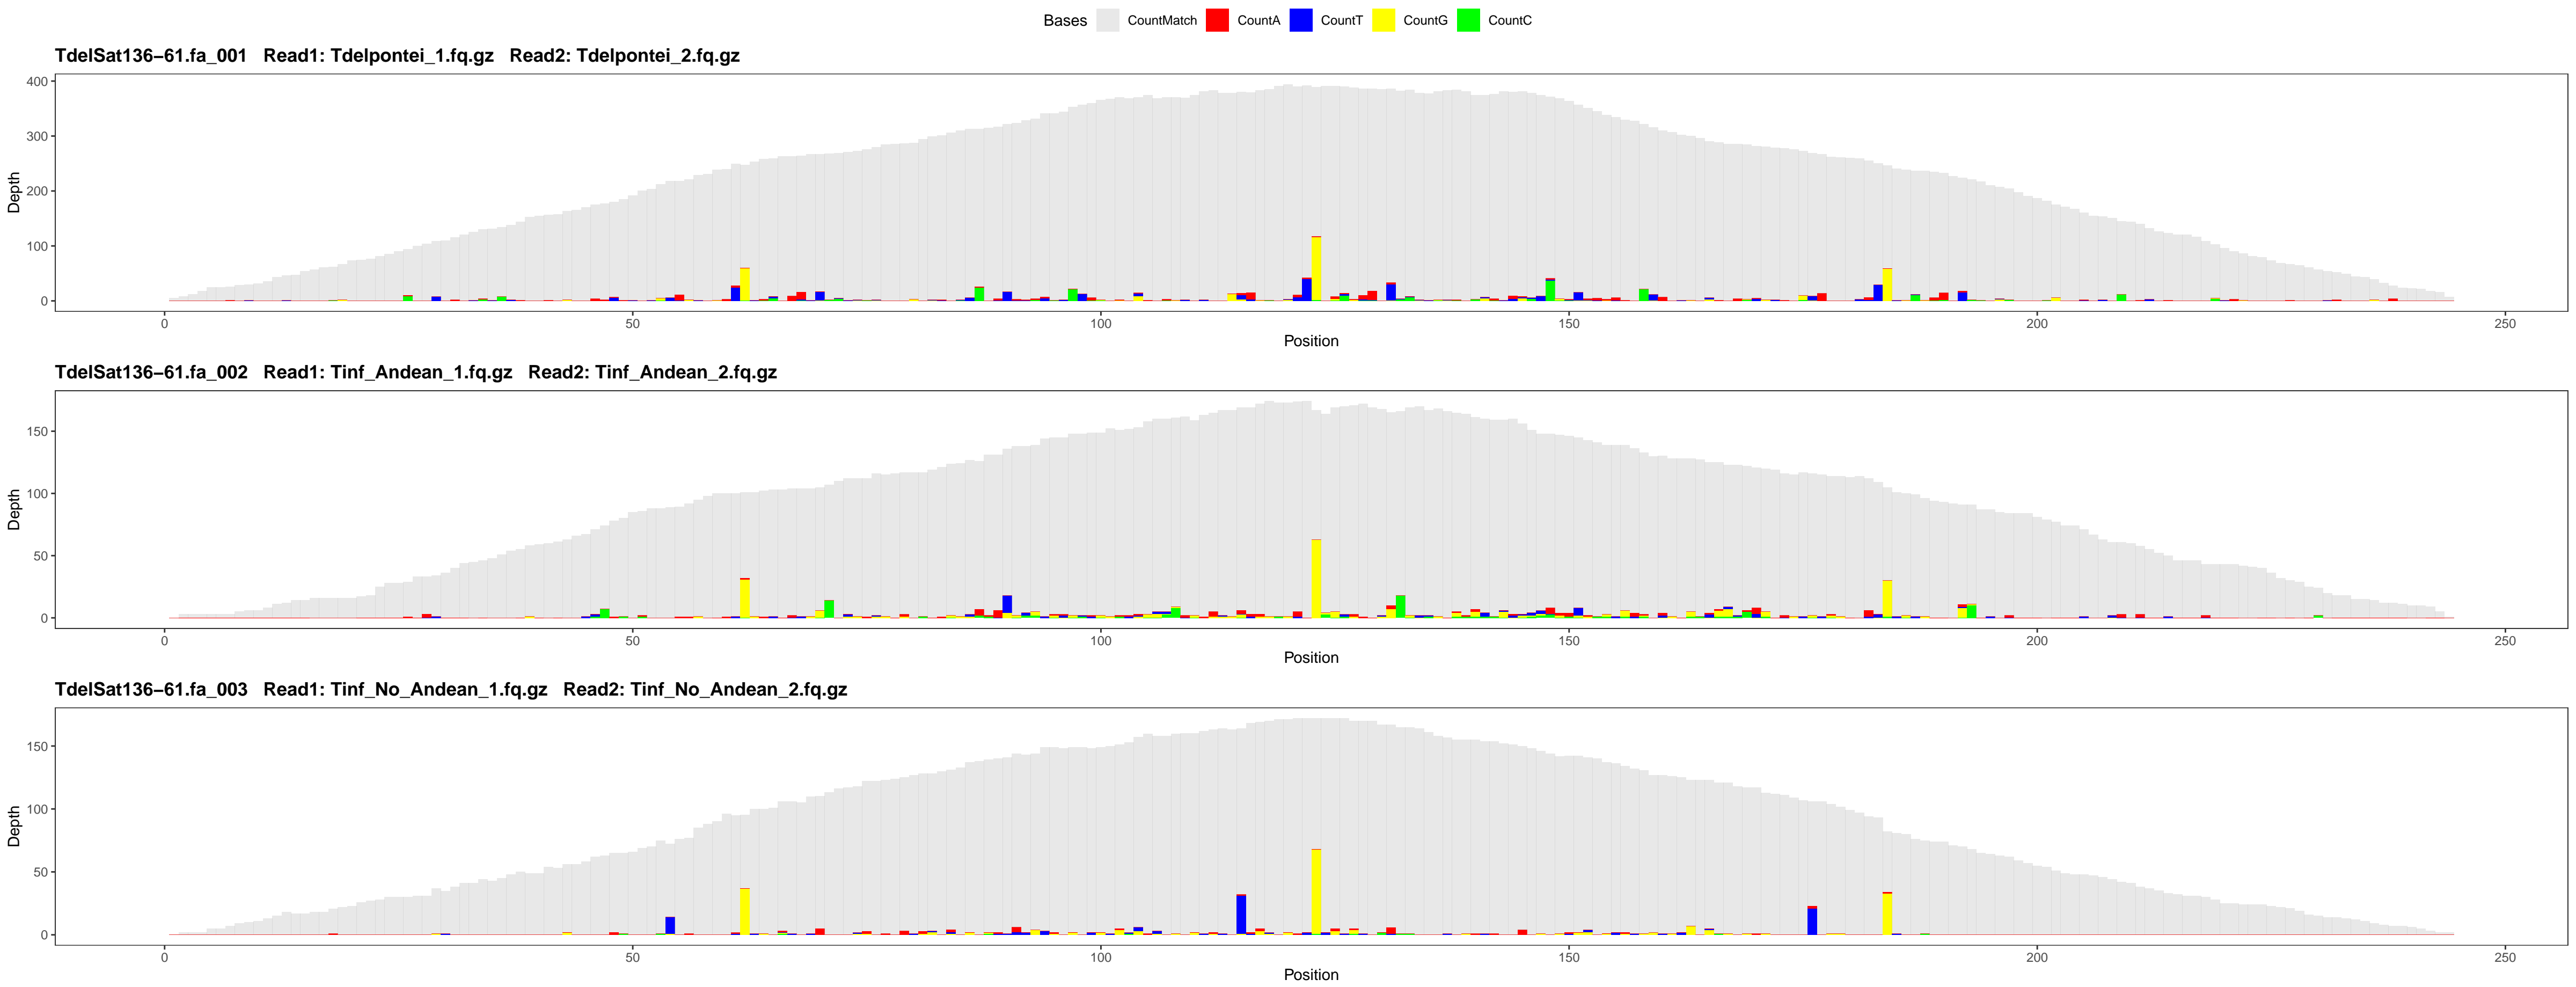 Bases CountMatch CountA CountT CountG CountC
TdelSat136−61.fa_001 Read1: Tdelpontei_1.fq.gz Read2: Tdelpontei_2.fq.gz
400
300
200
100
0
Depth
0 50 100 150 200 250
Position
TdelSat136−61.fa_002 Read1: Tinf_Andean_1.fq.gz Read2: Tinf_Andean_2.fq.gz
150
100
50
0
Depth
0 50 100 150 200 250
Position
TdelSat136−61.fa_003 Read1: Tinf_No_Andean_1.fq.gz Read2: Tinf_No_Andean_2.fq.gz
150
100
50
0
Depth
0 50 100 150 200 250
Position